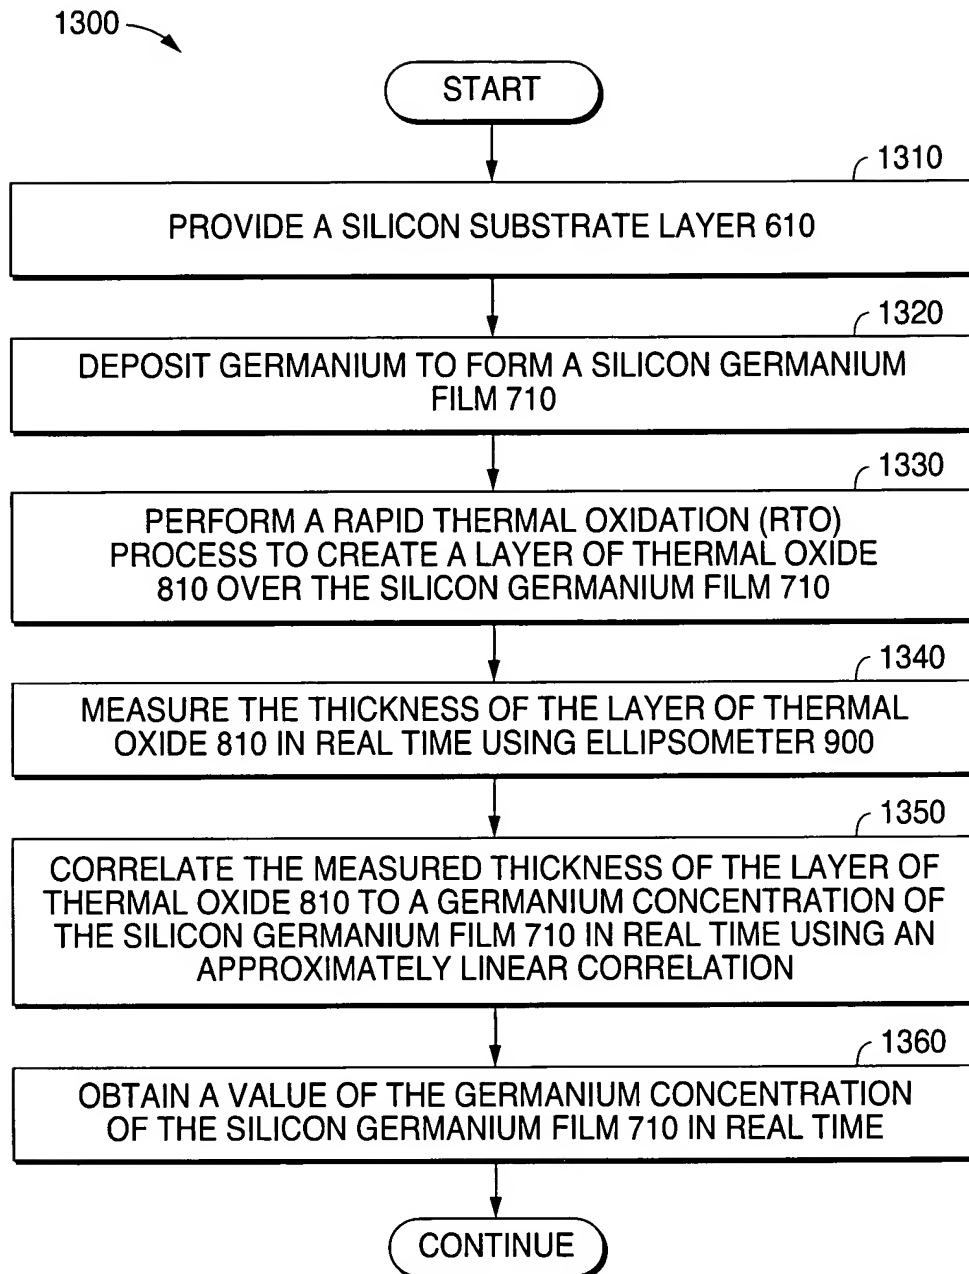 1300
START
1310
PROVIDE A SILICON SUBSTRATE LAYER 610
1320
DEPOSIT GERMANIUM TO FORM A SILICON GERMANIUM
FILM 710
1330
PERFORM A RAPID THERMAL OXIDATION (RTO)
PROCESS TO CREATE A LAYER OF THERMAL OXIDE
810 OVER THE SILICON GERMANIUM FILM 710
1340
MEASURE THE THICKNESS OF THE LAYER OF THERMAL
OXIDE 810 IN REAL TIME USING ELLIPSOMETER 900
1350
CORRELATE THE MEASURED THICKNESS OF THE LAYER OF
THERMAL OXIDE 810 TO A GERMANIUM CONCENTRATION OF
THE SILICON GERMANIUM FILM 710 IN REAL TIME USING AN
APPROXIMATELY LINEAR CORRELATION
1360
OBTAIN A VALUE OF THE GERMANIUM CONCENTRATION
OF THE SILICON GERMANIUM FILM 710 IN REAL TIME
CONTINUE